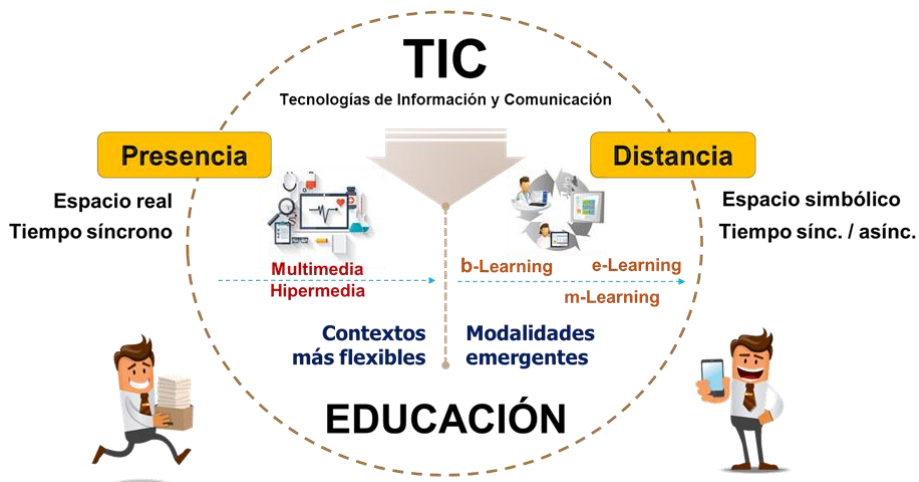 TIC
Tecnologías de Información y Comunicación
Presencia
Espacio real
Tiempo síncrono
Distancia
Espacio simbólico
Tiempo sínc. / asínc.
Multimedia
Hipermedia
b-Learning
e-Learning
m-Learning
Contextos
más flexibles
Modalidades
emergentes
EDUCACIÓN